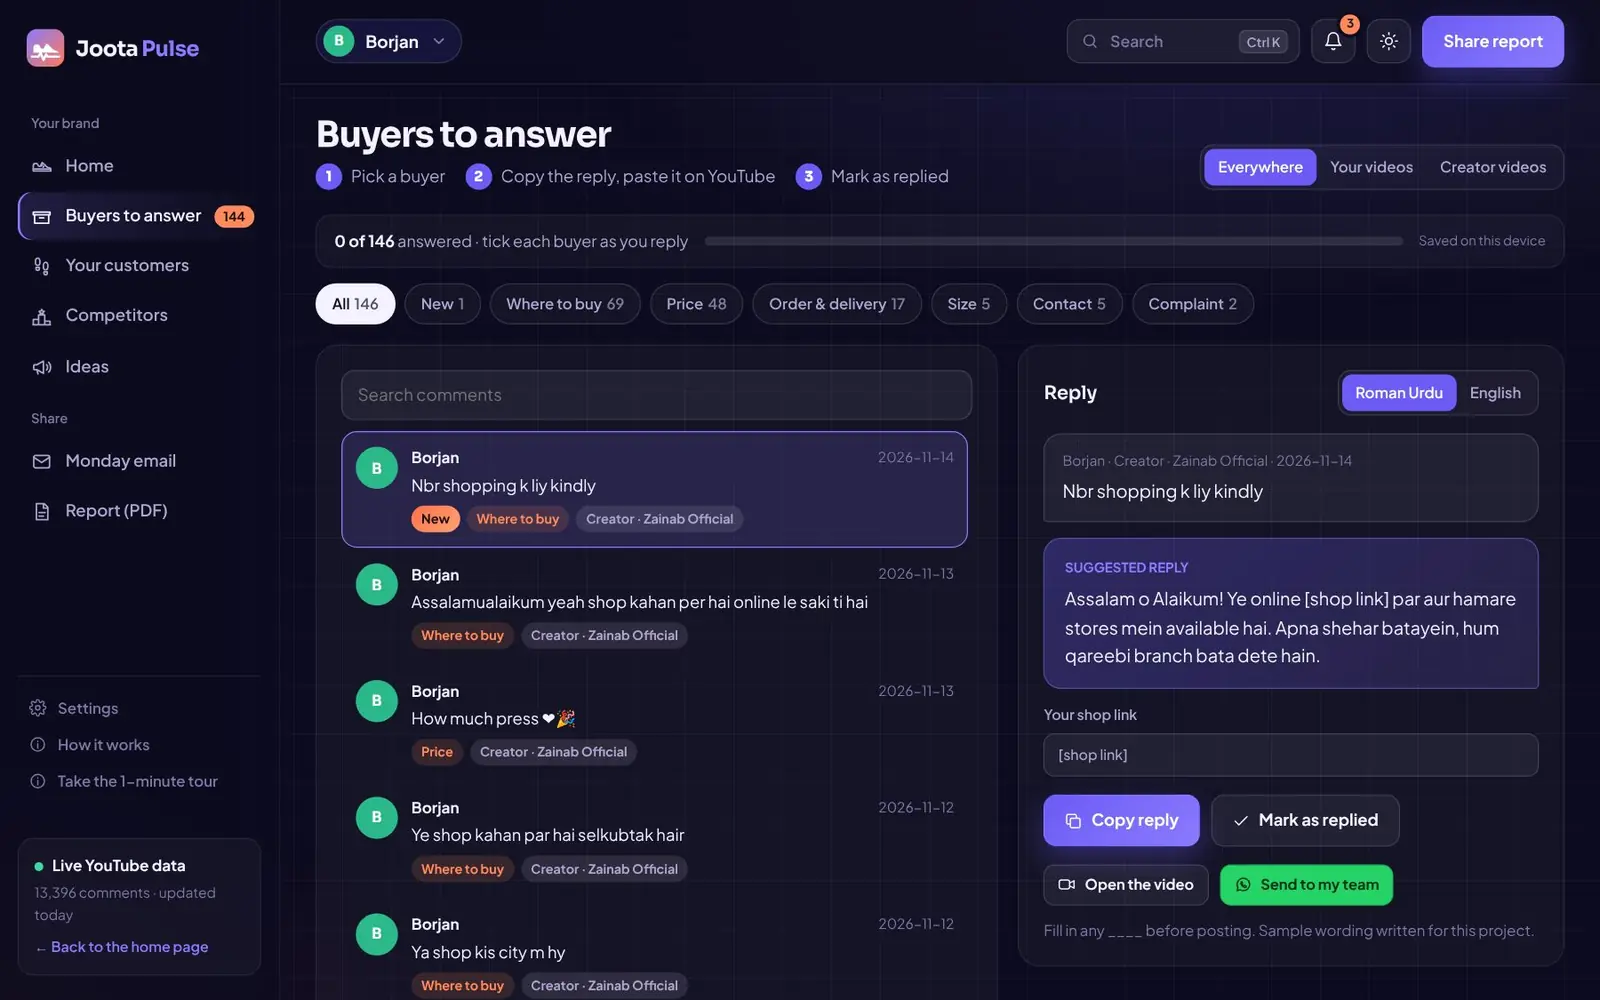 Joota Pulse
Your brand
Home
Buyers to answer 144
Your customers
Competitors
Ideas
Share
Monday email
Report (PDF)
Settings
How it works
Take the 1-minute tour
Live YouTube data
13,396 comments · updated
today
← Back to the home page
B Borjan
Search Ctrl K
3
Share report
Buyers to answer
1 Pick a buyer 2 Copy the reply, paste it on YouTube 3 Mark as replied
Everywhere Your videos Creator videos
0 of 146 answered · tick each buyer as you reply Saved on this device
All 146 New 1 Where to buy 69 Price 48 Order & delivery 17 Size 5 Contact 5 Complaint 2
Search comments
B Borjan 2026-11-14
Nbr shopping k liy kindly
New Where to buy Creator · Zainab Official
B Borjan 2026-11-13
Assalamualaikum yeah shop kahan per hai online le saki ti hai
Where to buy Creator · Zainab Official
B Borjan 2026-11-13
How much press ❤🎉
Price Creator · Zainab Official
B Borjan 2026-11-12
Ye shop kahan par hai selkubtak hair
Where to buy Creator · Zainab Official
B Borjan 2026-11-12
Ya shop kis city m hy
Where to buy Creator · Zainab Official
Reply
Roman Urdu English
Borjan · Creator · Zainab Official · 2026-11-14
Nbr shopping k liy kindly
SUGGESTED REPLY
Assalam o Alaikum! Ye online [shop link] par aur hamare
stores mein available hai. Apna shehar batayein, hum
qareebi branch bata dete hain.
Your shop link
[shop link]
Copy reply Mark as replied
Open the video Send to my team
Fill in any ____ before posting. Sample wording written for this project.